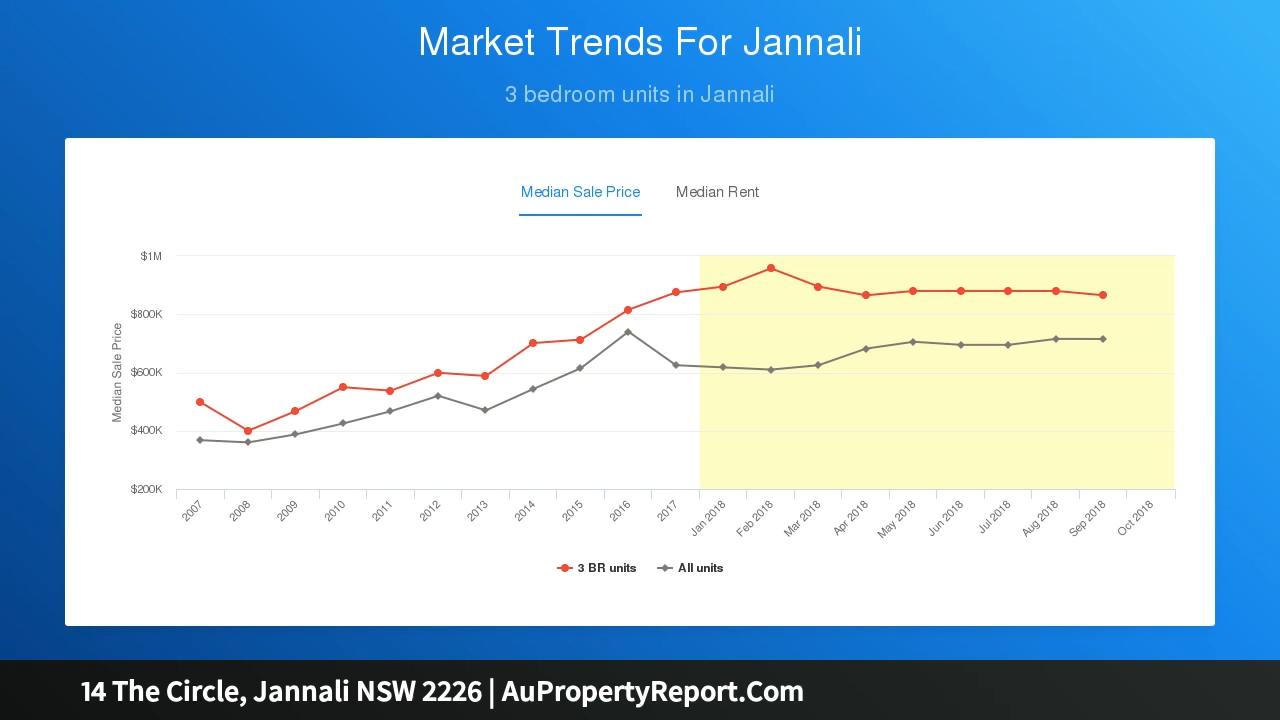 Market Trends For Jannali
3 bedroom units in Jannali
Median Sale Price
Median Rent
Median Sale Price
$1M
$800K
$600K
$400K
$200K
2007
2008
2009
2010
2011
2012
2013
2014
2015
2016
2017
Jan 2018
Feb 2018
Mar 2018
Apr 2018
May 2018
Jun 2018
Jul 2018
Aug 2018
Sep 2018
Oct 2018
3 BR units
All units
14 The Circle, Jannali NSW 2226 | AuPropertyReport.Com